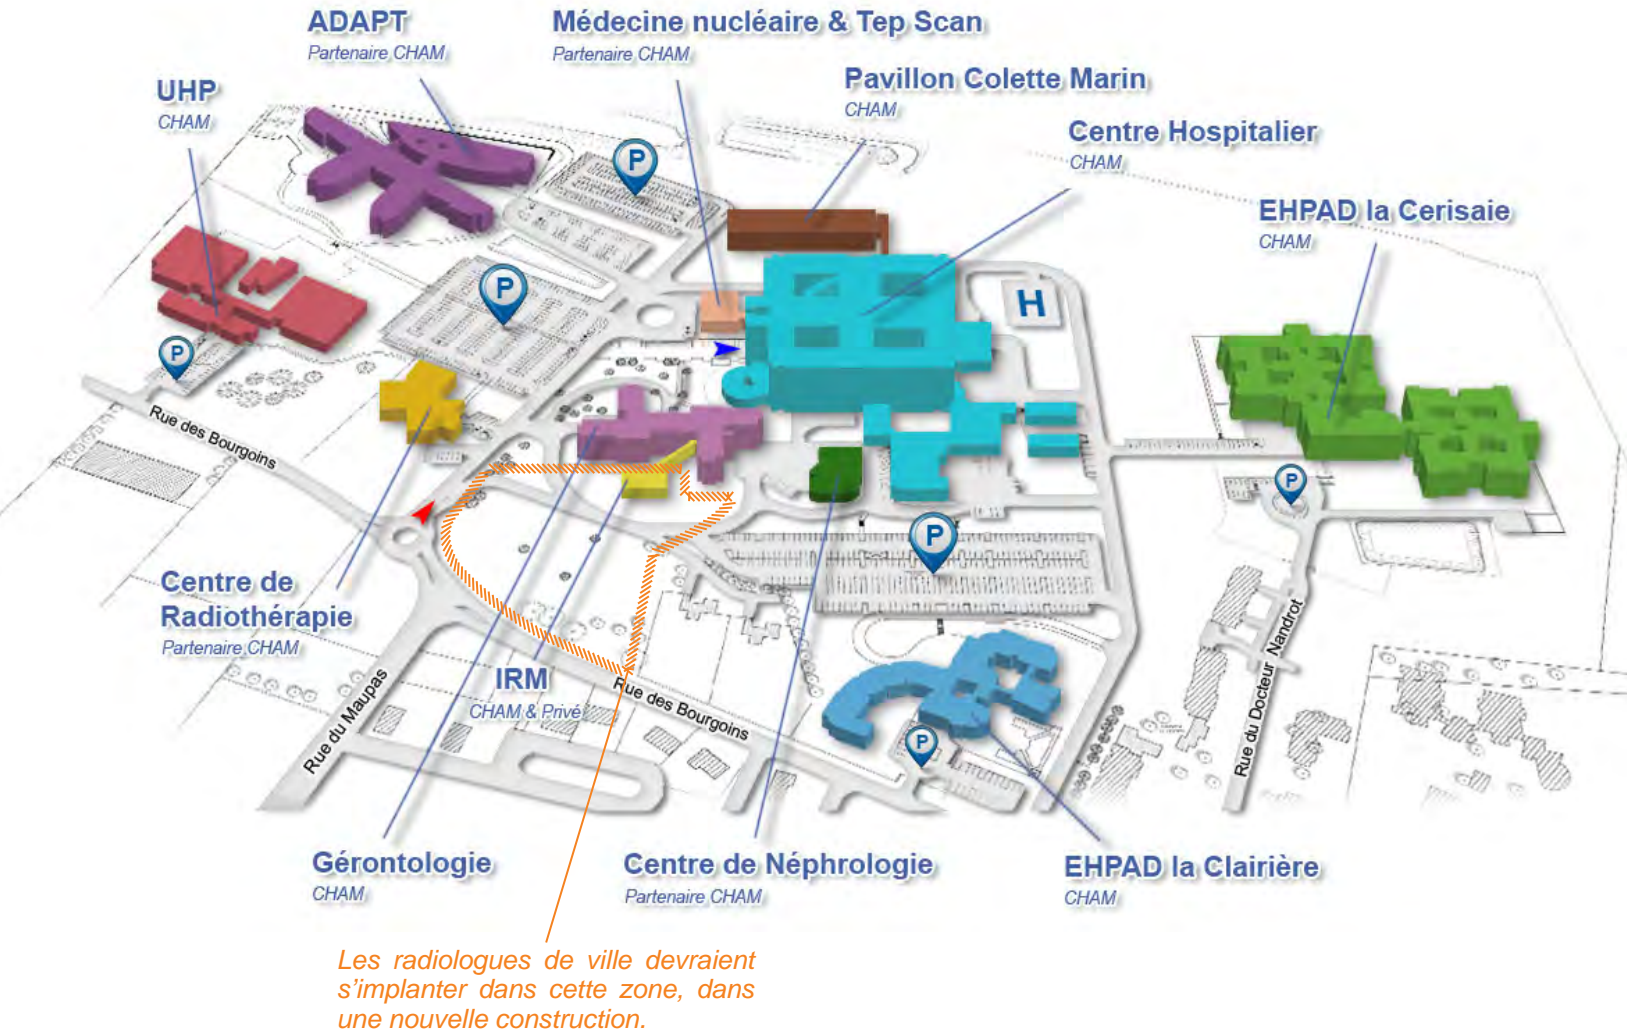 ADAPT
Partenaire CHAM
Médecine nucléaire & Tep Scan
Partenaire CHAM
UHP
CHAM
Pavillon Colette Marin
CHAM
Centre Hospitalier
CHAM
EHPAD la Cerisaie
CHAM
P
P
H
P
Rue des Bourgoins
P
P
Centre de
Radiothérapie
Partenaire CHAM
IRM
CHAM & Privé
Rue du Maupas
Rue des Bourgoins
P
Rue du Docteur Nandrot
Gérontologie
CHAM
Centre de Néphrologie
Partenaire CHAM
EHPAD la Clairière
CHAM
Les radiologues de ville devraient
s’implanter dans cette zone, dans
une nouvelle construction.